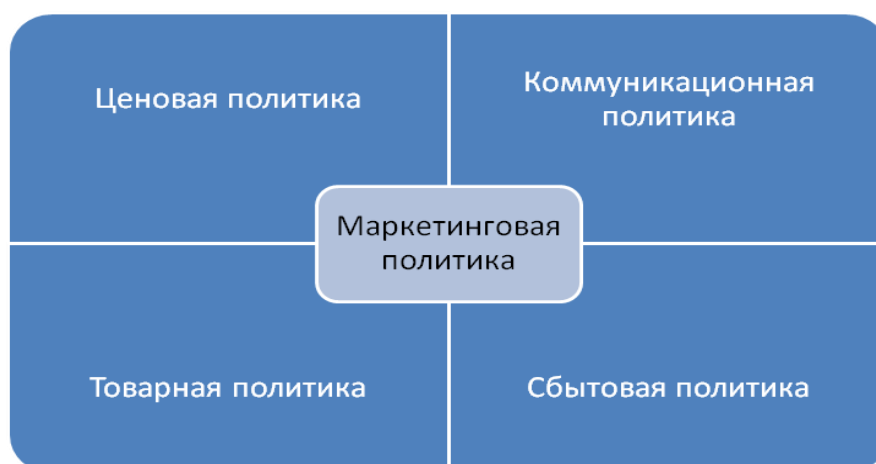 Ценовая политика
Коммуникационная
политика
Маркетинговая
политика
Товарная политика
Сбытовая политика